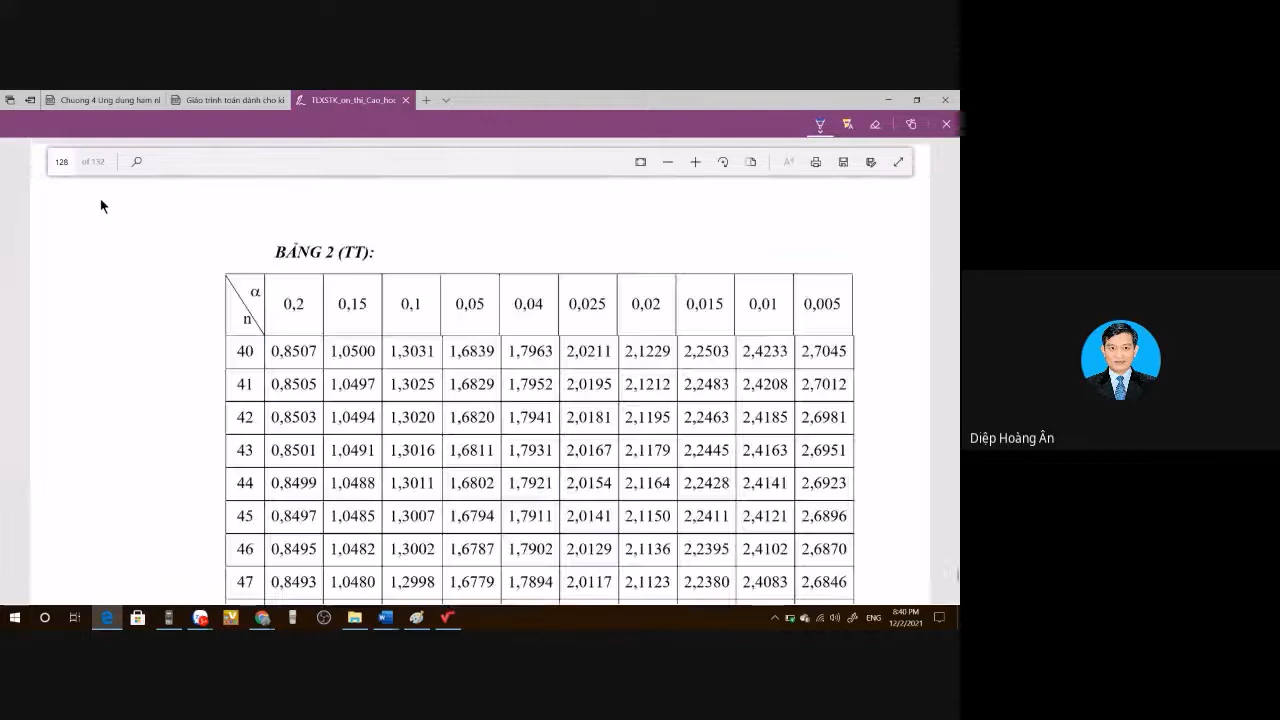 Chuong 4 Ung dung ham nl
Giáo trình toán dành cho ki
TLXSTK_on_thi_Cao_hoc
128 of 132
BẢNG 2 (TT):
α n 0,2 0,15 0,1 0,05 0,04 0,025 0,02 0,015 0,01 0,005
40 0,8507 1,0500 1,3031 1,6839 1,7963 2,0211 2,1229 2,2503 2,4233 2,7045
41 0,8505 1,0497 1,3025 1,6829 1,7952 2,0195 2,1212 2,2483 2,4208 2,7012
42 0,8503 1,0494 1,3020 1,6820 1,7941 2,0181 2,1195 2,2463 2,4185 2,6981
43 0,8501 1,0491 1,3016 1,6811 1,7931 2,0167 2,1179 2,2445 2,4163 2,6951
44 0,8499 1,0488 1,3011 1,6802 1,7921 2,0154 2,1164 2,2428 2,4141 2,6923
45 0,8497 1,0485 1,3007 1,6794 1,7911 2,0141 2,1150 2,2411 2,4121 2,6896
46 0,8495 1,0482 1,3002 1,6787 1,7902 2,0129 2,1136 2,2395 2,4102 2,6870
47 0,8493 1,0480 1,2998 1,6779 1,7894 2,0117 2,1123 2,2380 2,4083 2,6846
Diệp Hoàng Ân
ENG
8:40 PM
12/2/2021